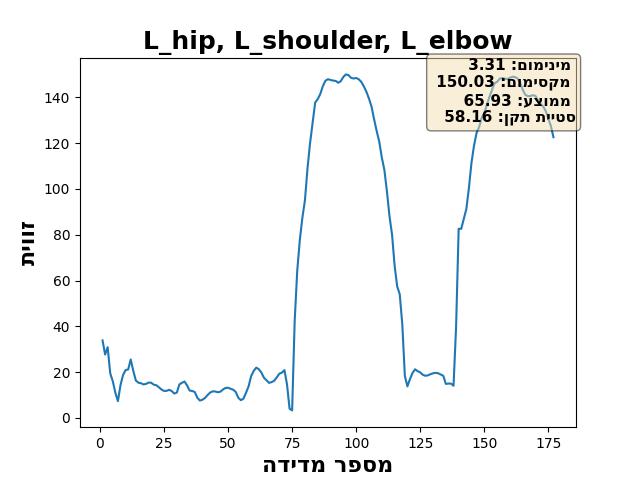 L_hip, L_shoulder, L_elbow
מינימום: 3.31
מקסימום: 150.03
ממוצע: 65.93
סטיית תקן: 58.16
140
120
100
80
60
40
20
0
זווית
0 25 50 75 100 125 150 175
מספר מדידה